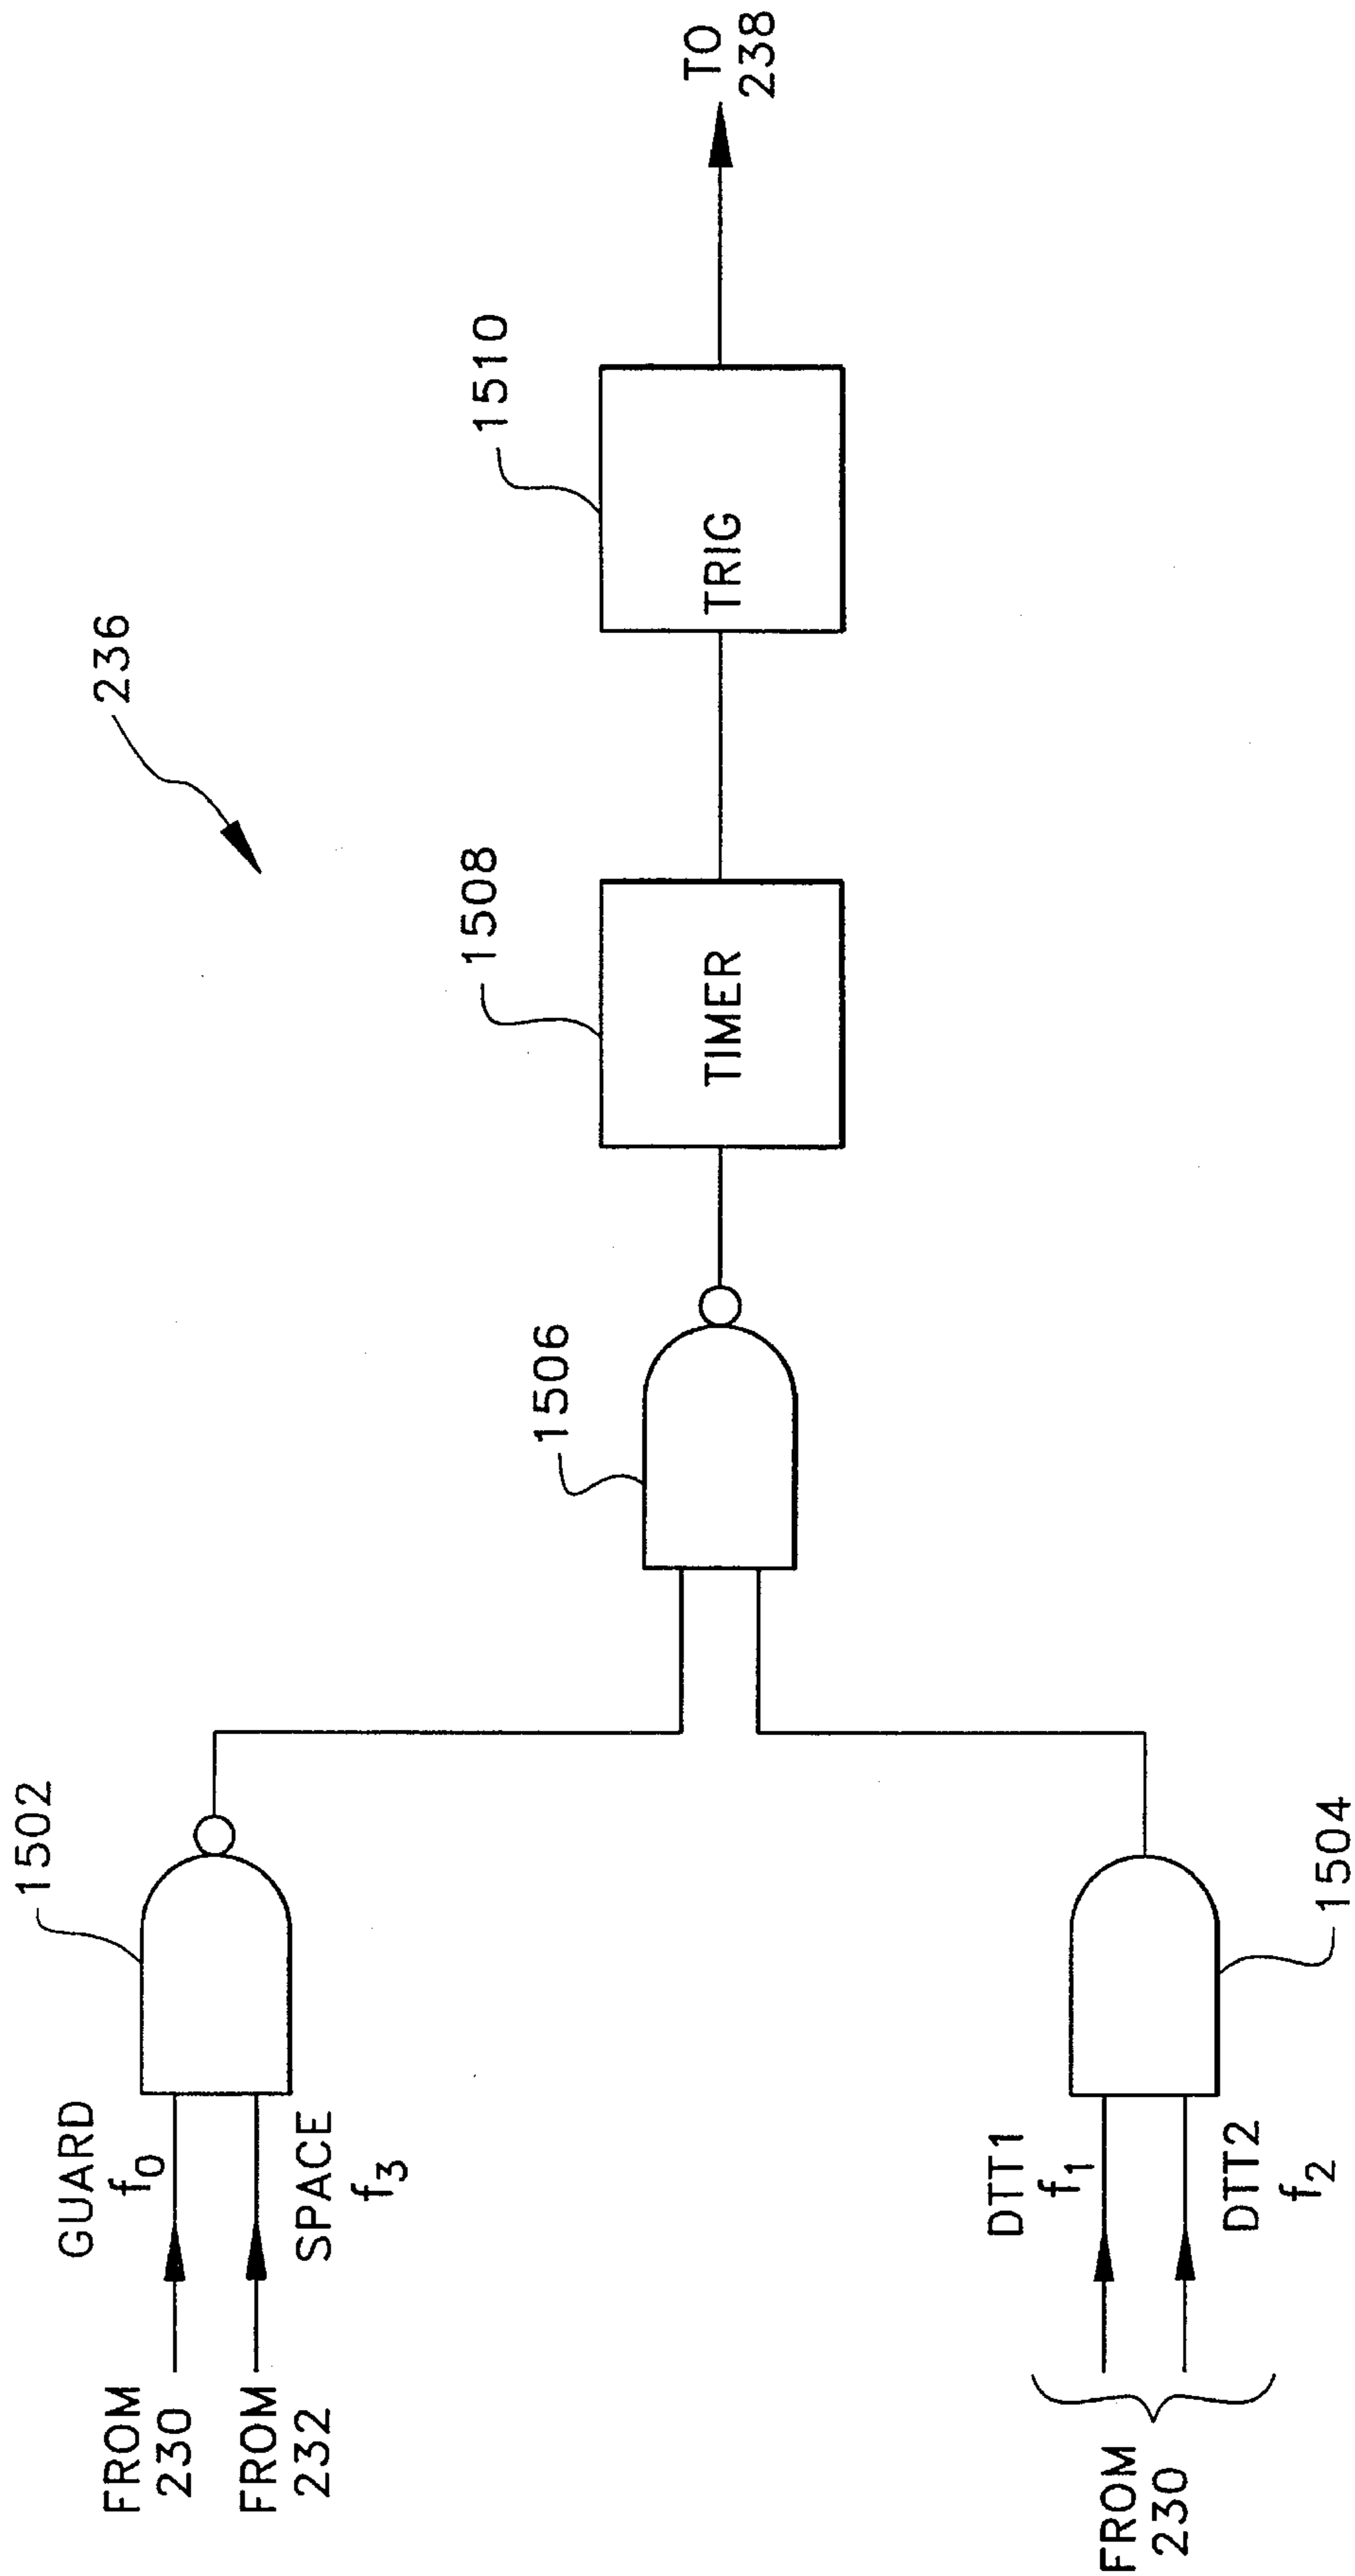 236
1502
GUARD
f0
FROM
230
FROM
232
SPACE
f3
1506
1508
TIMER
1510
TRIG
TO
238
DTT1
f1
FROM
230
DTT2
f2
1504